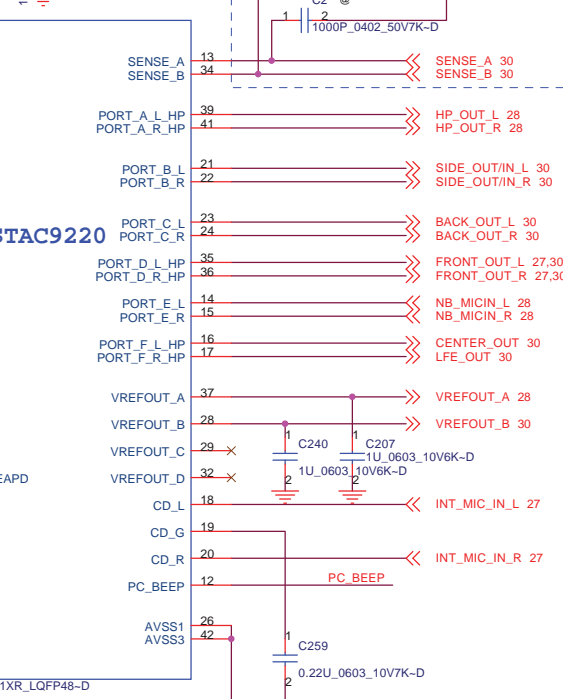 C2 @
1 2
1000P_0402_50V7K~D
SENSE_A 13 SENSE_A 30
SENSE_B 34 SENSE_B 30
PORT_A_L_HP 39 HP_OUT_L 28
PORT_A_R_HP 41 HP_OUT_R 28
PORT_B_L 21 SIDE_OUT/IN_L 30
PORT_B_R 22 SIDE_OUT/IN_R 30
PORT_C_L 23 BACK_OUT_L 30
STAC9220 PORT_C_R 24 BACK_OUT_R 30
PORT_D_L_HP 35 FRONT_OUT_L 27,30
PORT_D_R_HP 36 FRONT_OUT_R 27,30
PORT_E_L 14 NB_MICIN_L 28
PORT_E_R 15 NB_MICIN_R 28
PORT_F_L_HP 16 CENTER_OUT 30
PORT_F_R_HP 17 LFE_OUT 30
VREFOUT_A 37 VREFOUT_A 28
VREFOUT_B 28 VREFOUT_B 30
VREFOUT_C 29 1 C240 1 C207
1U_0603_10V6K~D
EAPD VREFOUT_D 32 2 1U_0603_10V6K~D 2
CD_L 18 INT_MIC_IN_L 27
CD_G 19
CD_R 20 INT_MIC_IN_R 27
PC_BEEP 12 PC_BEEP
AVSS1 26
AVSS3 42
1 C259
0.22U_0603_10V7K~D
2
1XR_LQFP48~D